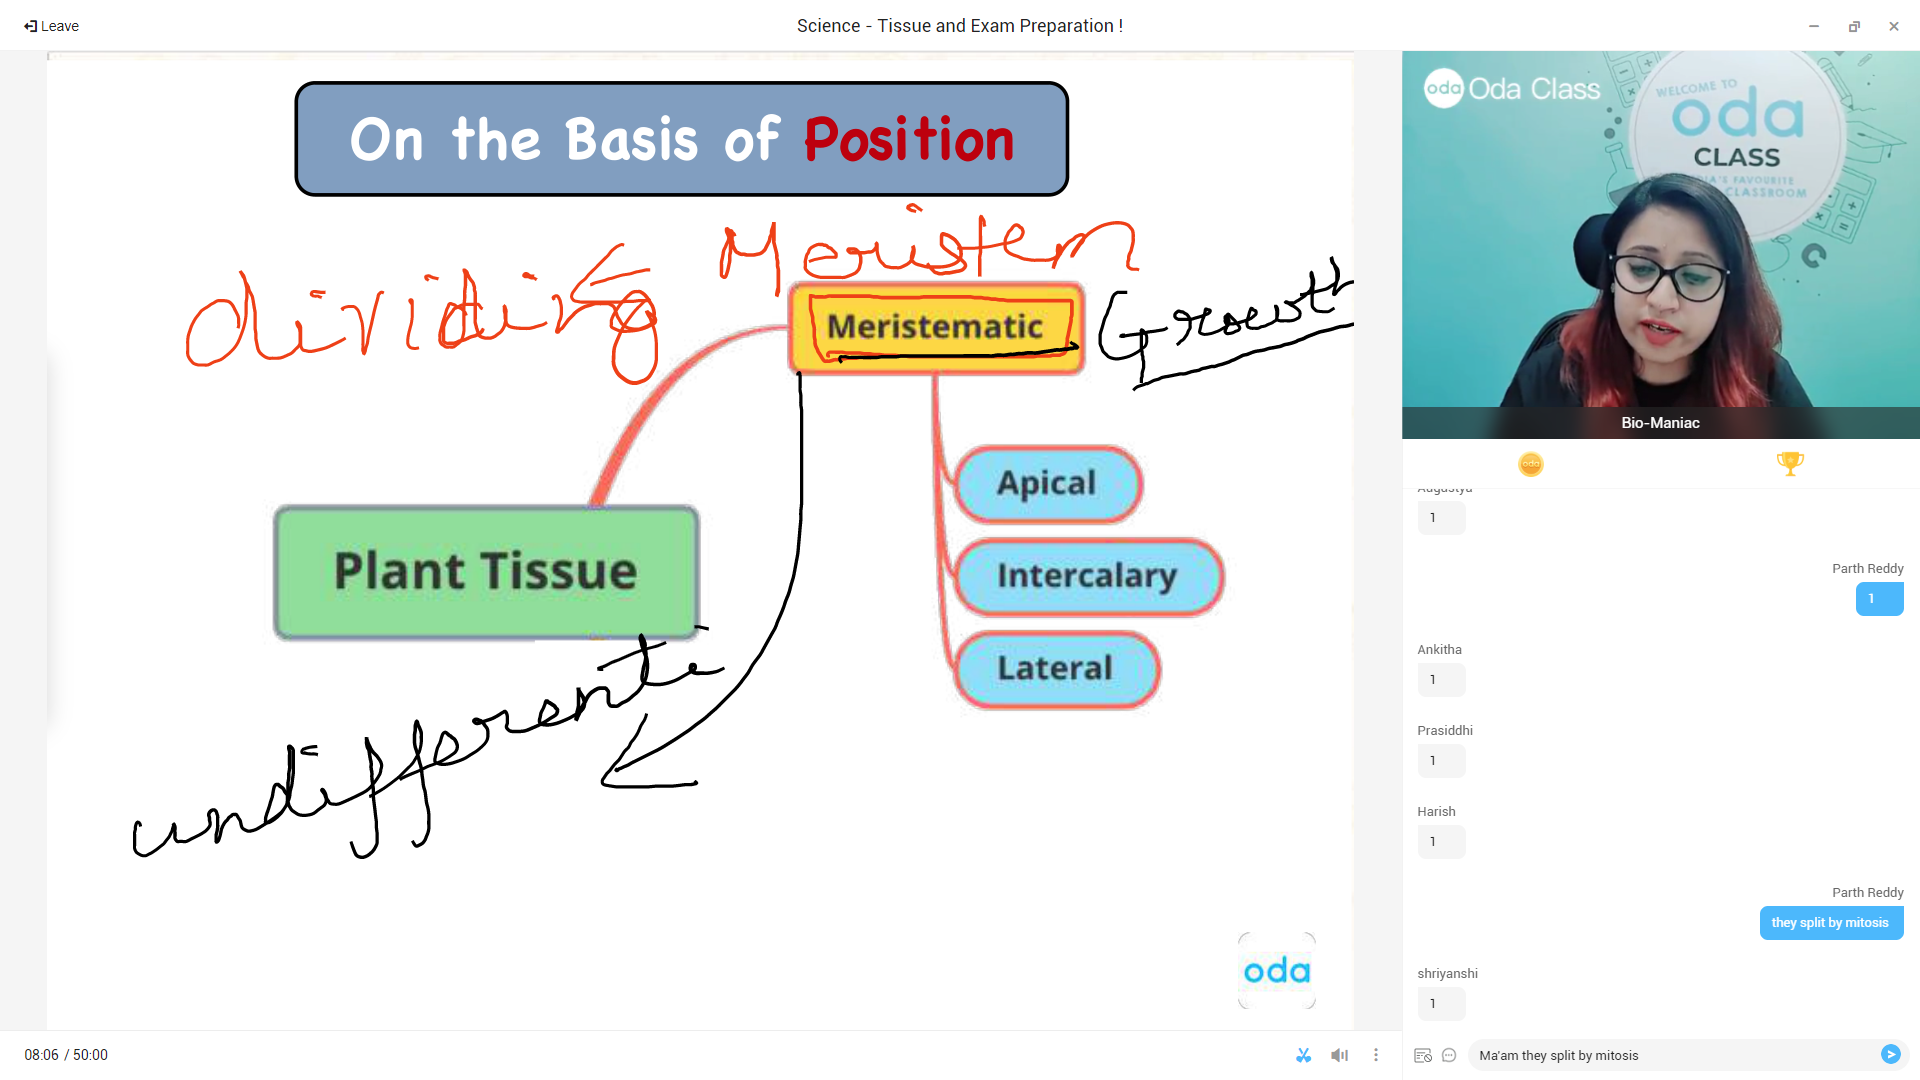 Leave
Science - Tissue and Exam Preparation !
On the Basis of Position
Meristem
dividing
Meristematic
Growth
Apical
Plant Tissue
Intercalary
Lateral
undifferenti
oda
08:06 / 50:00
oda Oda Class
WELCOME TO
oda
CLASS
IA'S FAVOURITE
CLASSROOM
Bio-Maniac
oda
Augustya
1
Parth Reddy
1
Ankitha
1
Prasiddhi
1
Harish
1
Parth Reddy
they split by mitosis
shriyanshi
1
Ma'am they split by mitosis